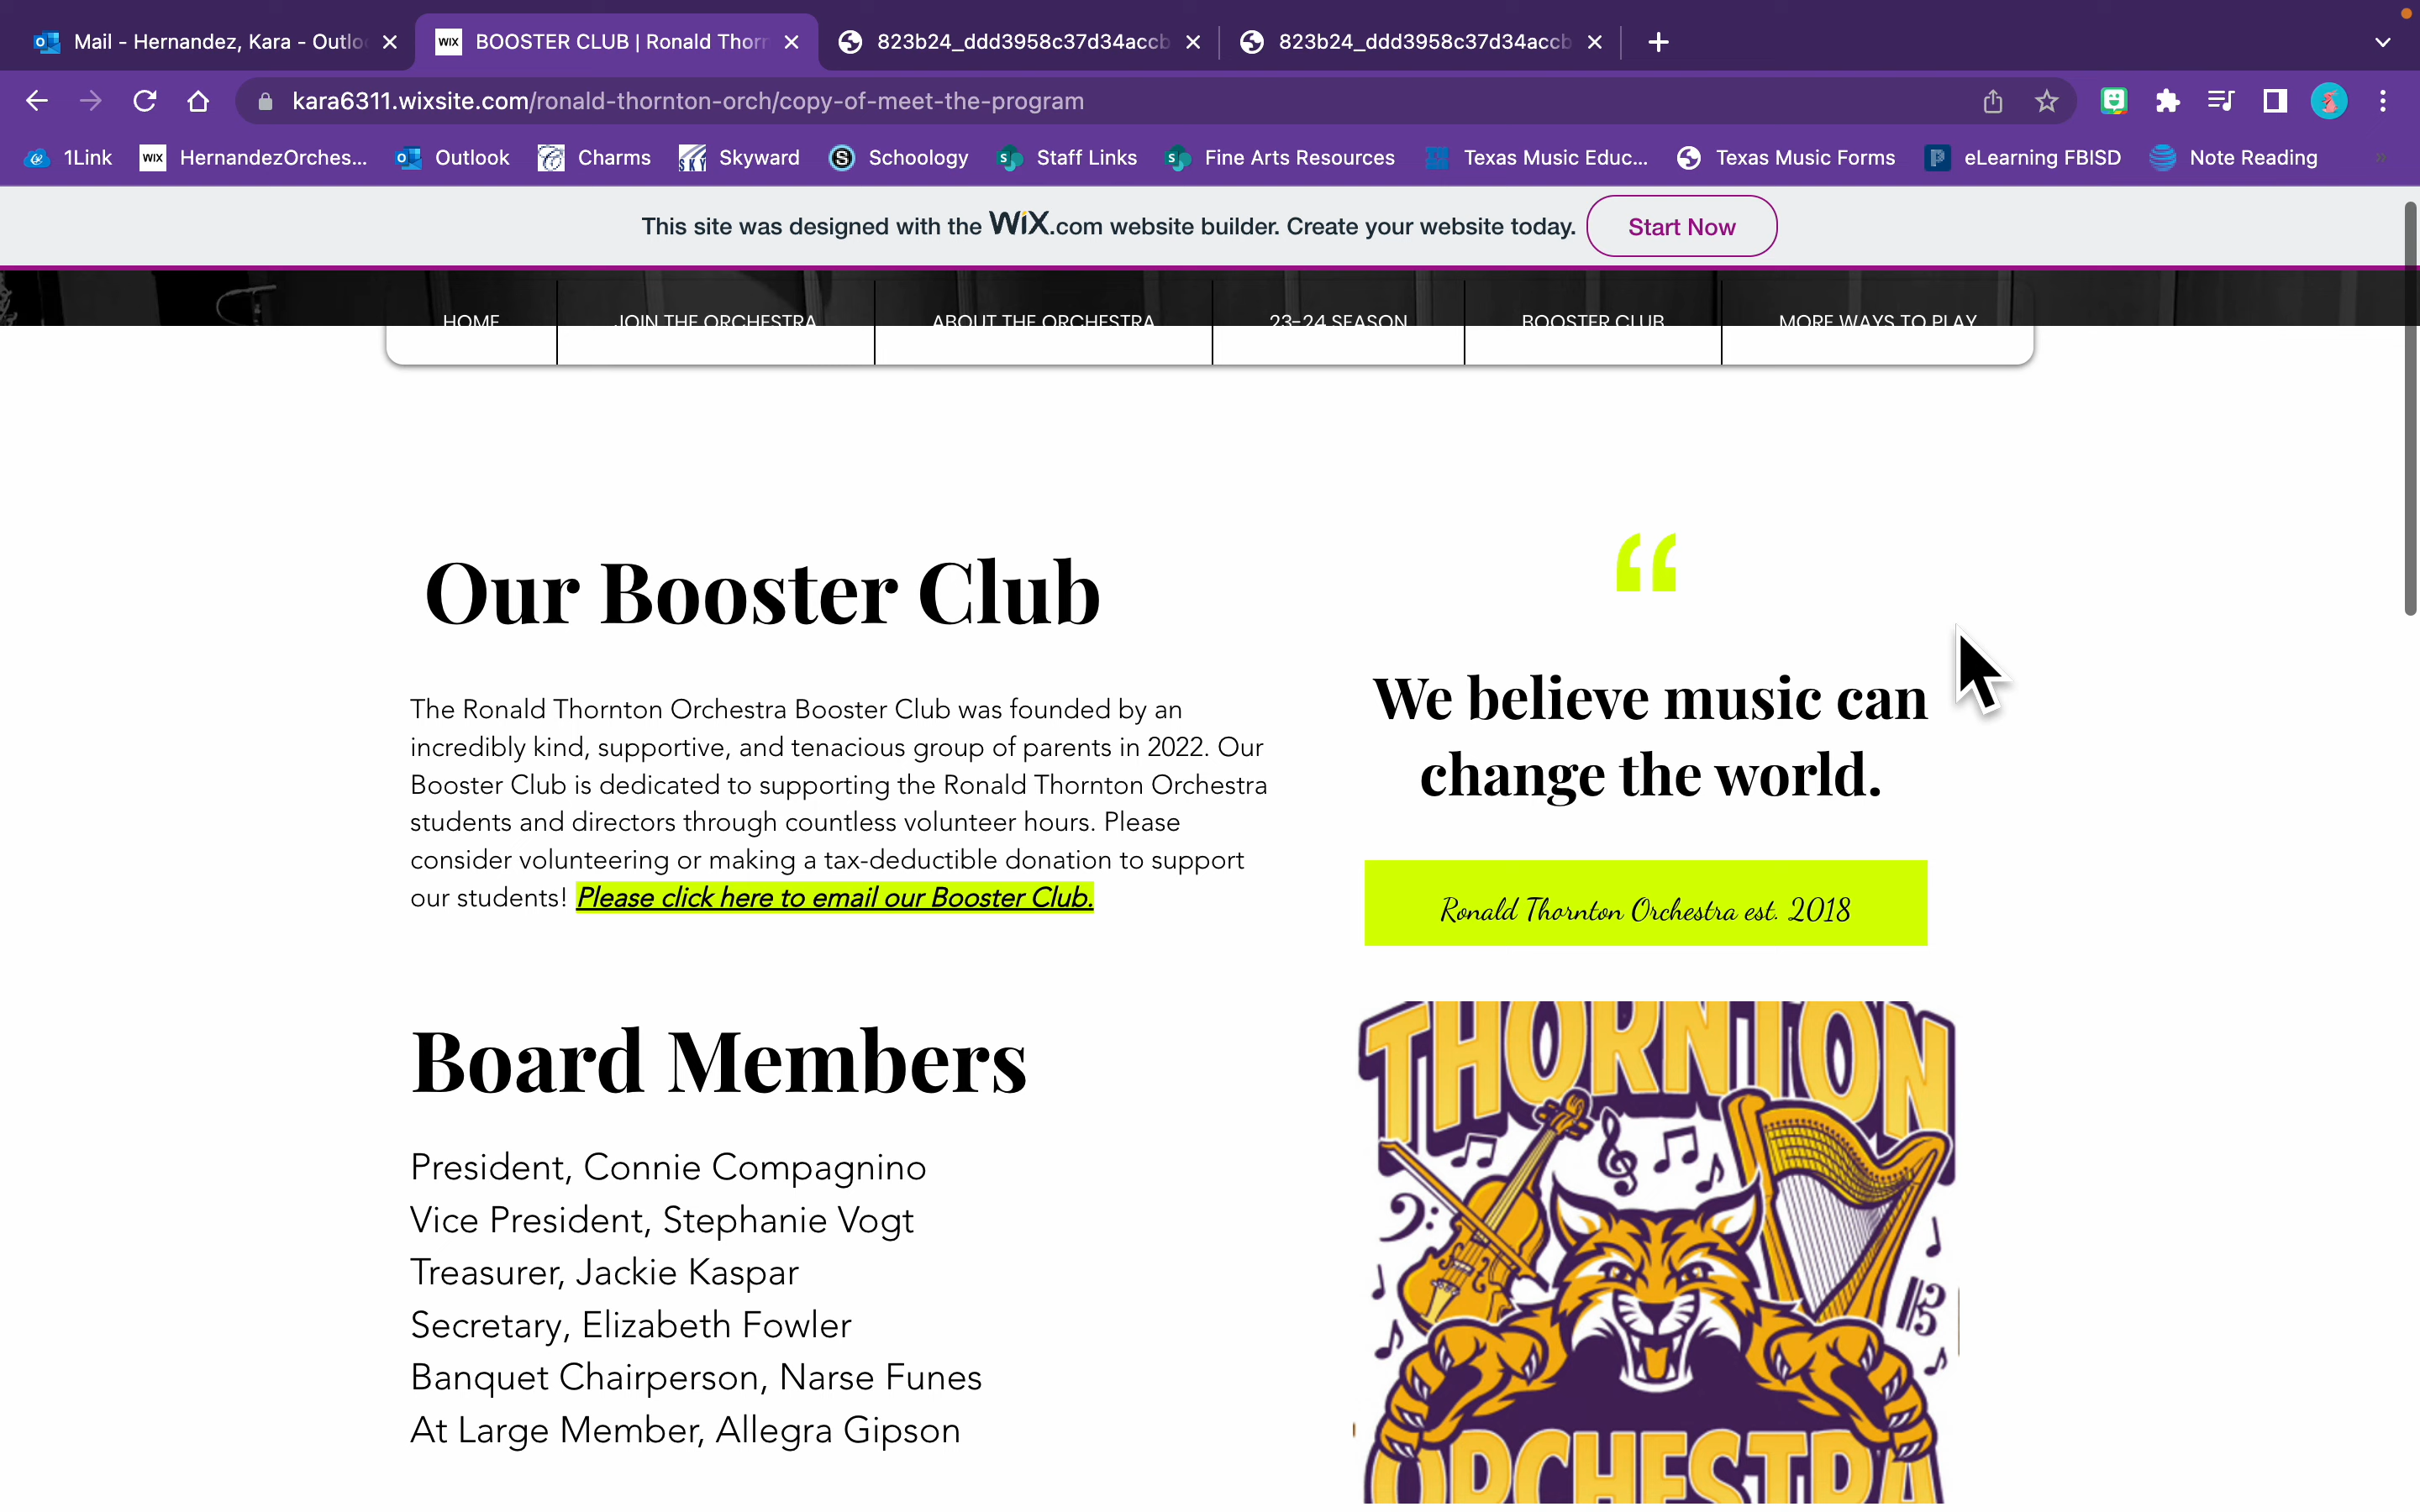 Mail - Hernandez, Kara - Outlo
BOOSTER CLUB | Ronald Thor
823b24_ddd3958c37d34accb
823b24_ddd3958c37d34accb
kara6311.wixsite.com/ronald-thornton-orch/copy-of-meet-the-program
1Link
WIX HernandezOrches...
Outlook
Charms
SKY Skyward
Schoology
Staff Links
Fine Arts Resources
Texas Music Educ...
Texas Music Forms
eLearning FBISD
Note Reading
This site was designed with the WiX.com website builder. Create your website today.
Start Now
HOME
JOIN THE ORCHESTRA
ABOUT THE ORCHESTRA
23-24 SEASON
BOOSTER CLUB
MORE WAYS TO PLAY
Our Booster Club
The Ronald Thornton Orchestra Booster Club was founded by an
incredibly kind, supportive, and tenacious group of parents in 2022. Our
Booster Club is dedicated to supporting the Ronald Thornton Orchestra
students and directors through countless volunteer hours. Please
consider volunteering or making a tax-deductible donation to support
our students! Please click here to email our Booster Club.
Board Members
President, Connie Compagnino
Vice President, Stephanie Vogt
Treasurer, Jackie Kaspar
Secretary, Elizabeth Fowler
Banquet Chairperson, Narse Funes
At Large Member, Allegra Gipson
“
We believe music can
change the world.
Ronald Thornton Orchestra est. 2018
THORNTON
ORCHESTRA